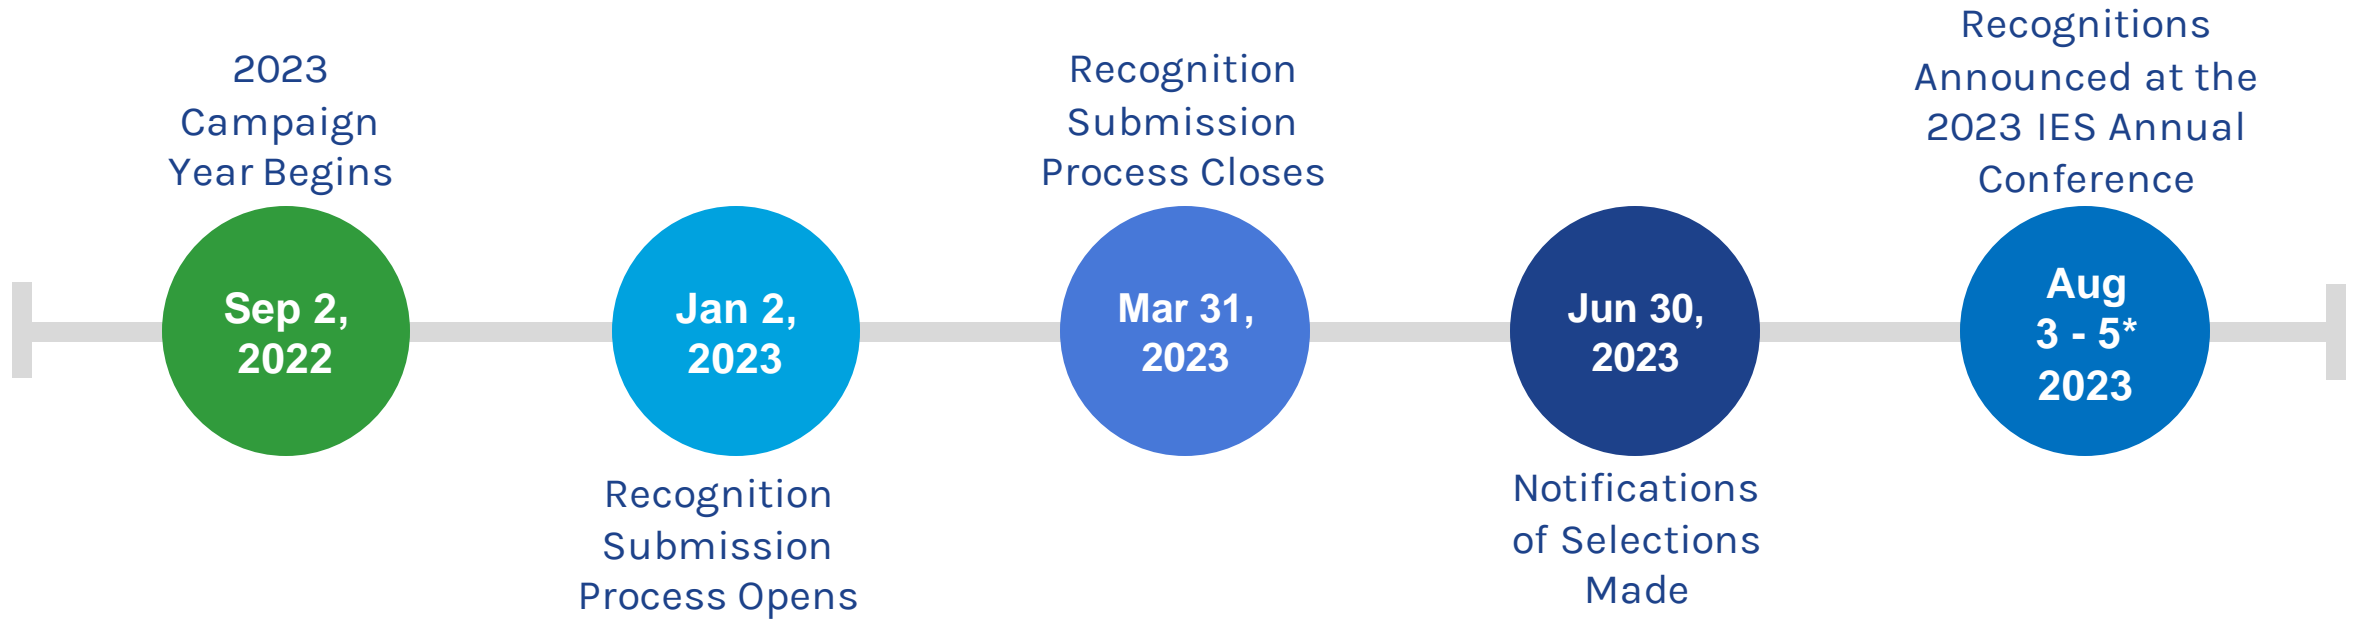 2023
Campaign
Year Begins
Sep 2,
2022
Jan 2,
2023
Recognition
Submission
Process Opens
Recognition
Submission
Process Closes
Mar 31,
2023
Jun 30,
2023
Notifications
of Selections
Made
Recognitions
Announced at the
2023 IES Annual
Conference
Aug
3 - 5*
2023